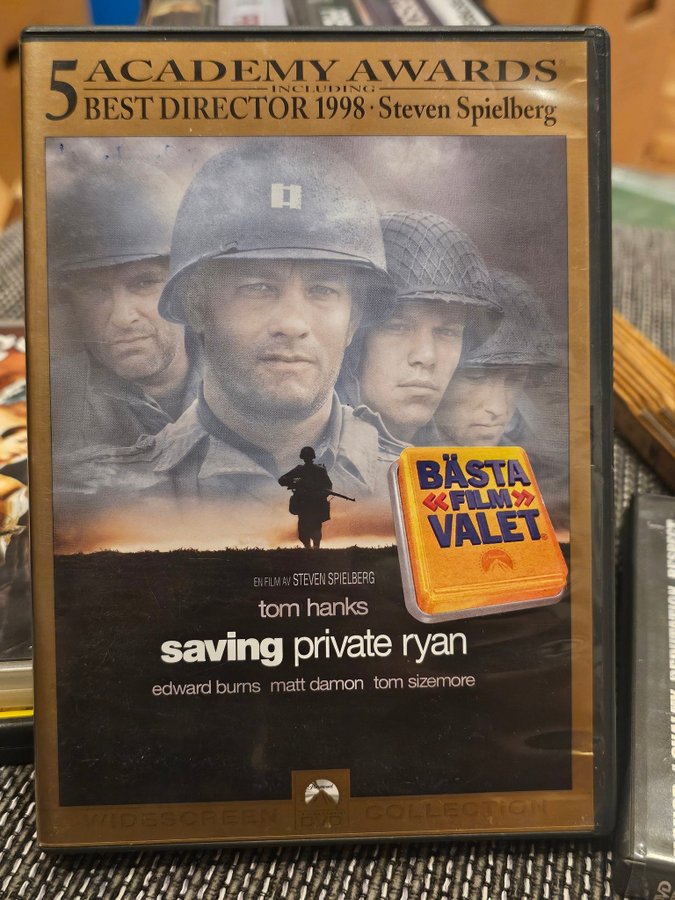 5 ACADEMY AWARDS®
INCLUDING
BEST DIRECTOR 1998 · Steven Spielberg
BÄSTA
«FILM»
VALET®
EN FILM AV STEVEN SPIELBERG
tom hanks
saving private ryan
edward burns matt damon tom sizemore
Paramount
DVD
WIDESCREEN COLLECTION